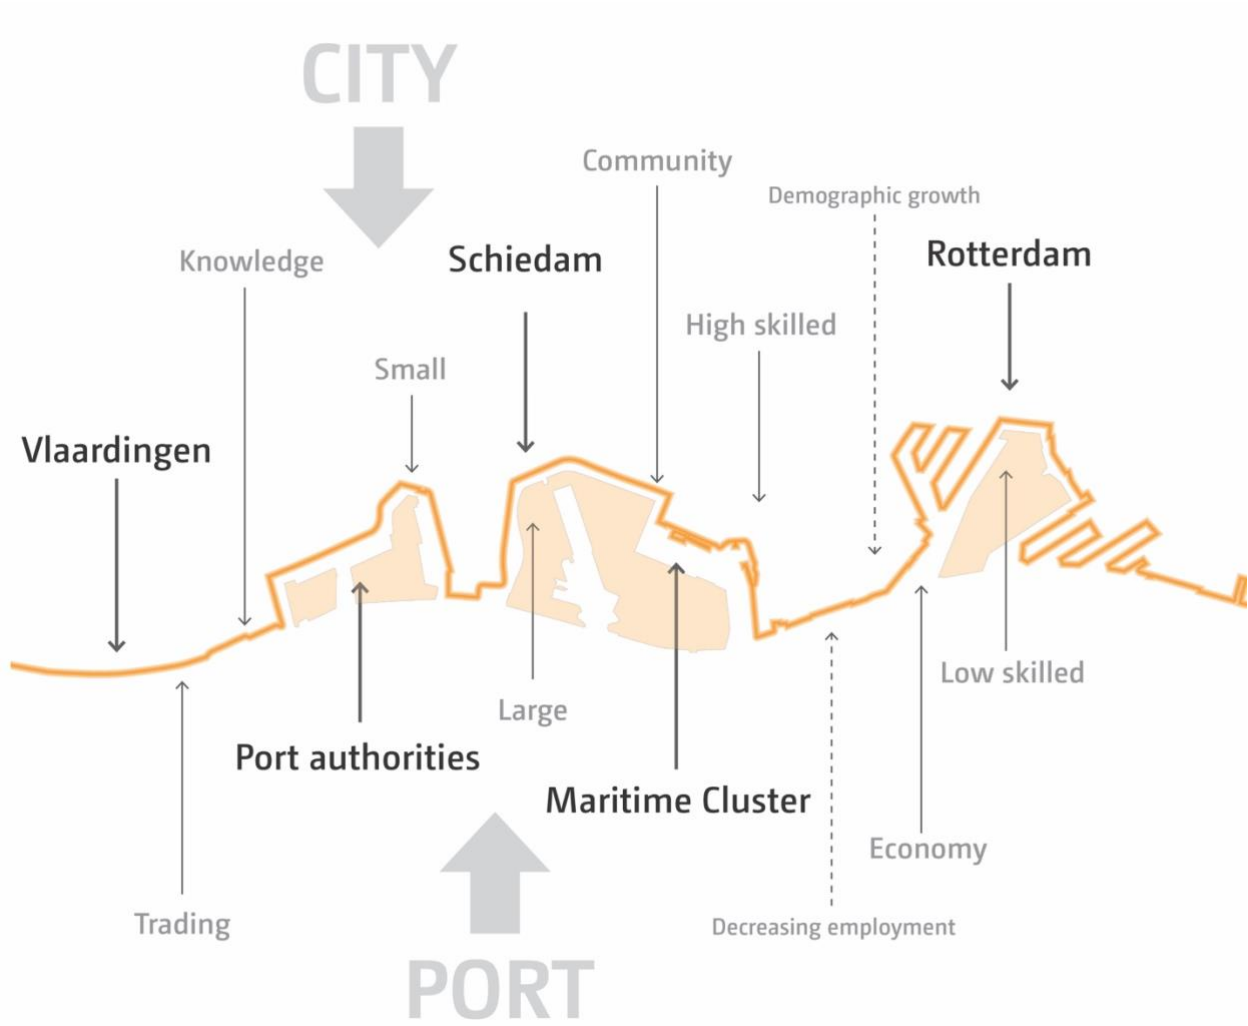 CITY
Community
Demographic growth
Rotterdam
Schiedam
Knowledge
High skilled
Small
Vlaardingen
Low skilled
Large
Port authorities
Maritime Cluster
Economy
Trading
Decreasing employment
PORT